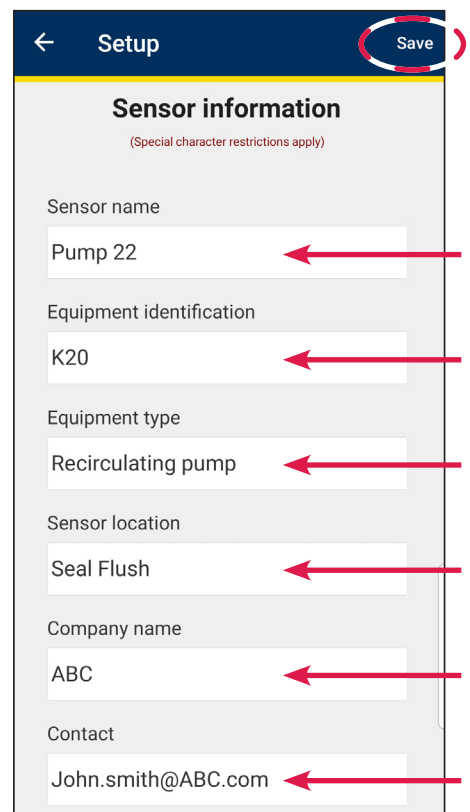 Setup
Save
Sensor information
(Special character restrictions apply)
Sensor name
Pump 22
Equipment identification
K20
Equipment type
Recirculating pump
Sensor location
Seal Flush
Company name
ABC
Contact
John.smith@ABC.com